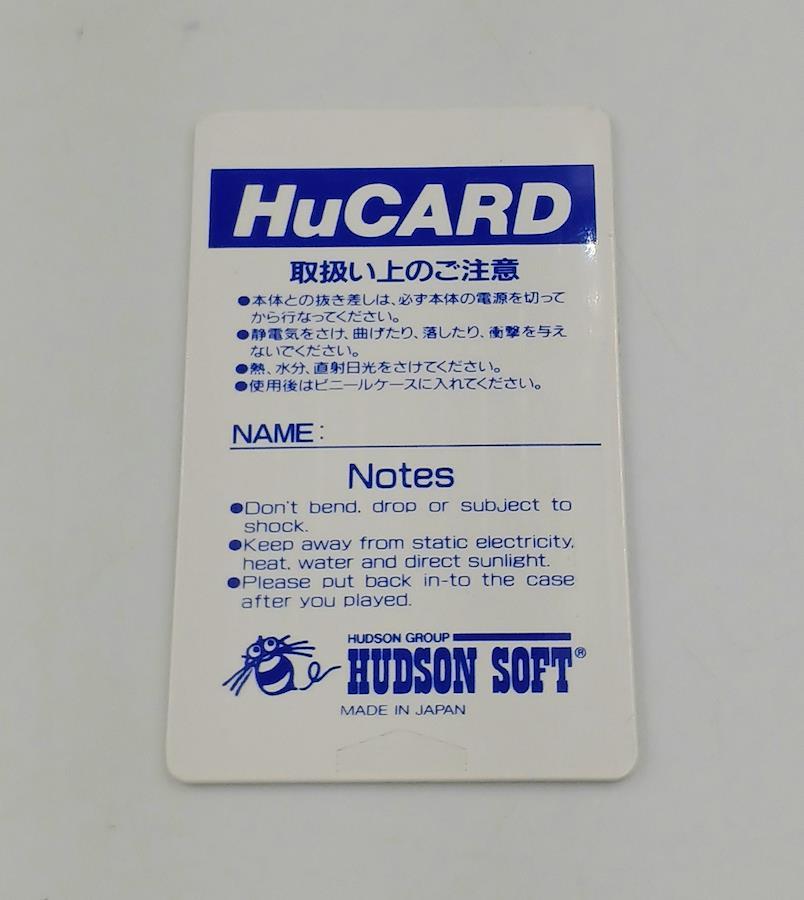 HuCARD
取扱い上のご注意
●本体との抜き差しは、必ず本体の電源を切って
から行なってください。
●静電気をさけ、曲げたり、落したり、衝撃を与え
ないでください。
●熱、水分、直射日光をさけてください。
●使用後はビニールケースに入れてください。
NAME:
Notes
●Don't bend, drop or subject to
shock.
●Keep away from static electricity,
heat, water and direct sunlight.
●Please put back in-to the case
after you played.
HUDSON GROUP
HUDSON SOFT®
MADE IN JAPAN